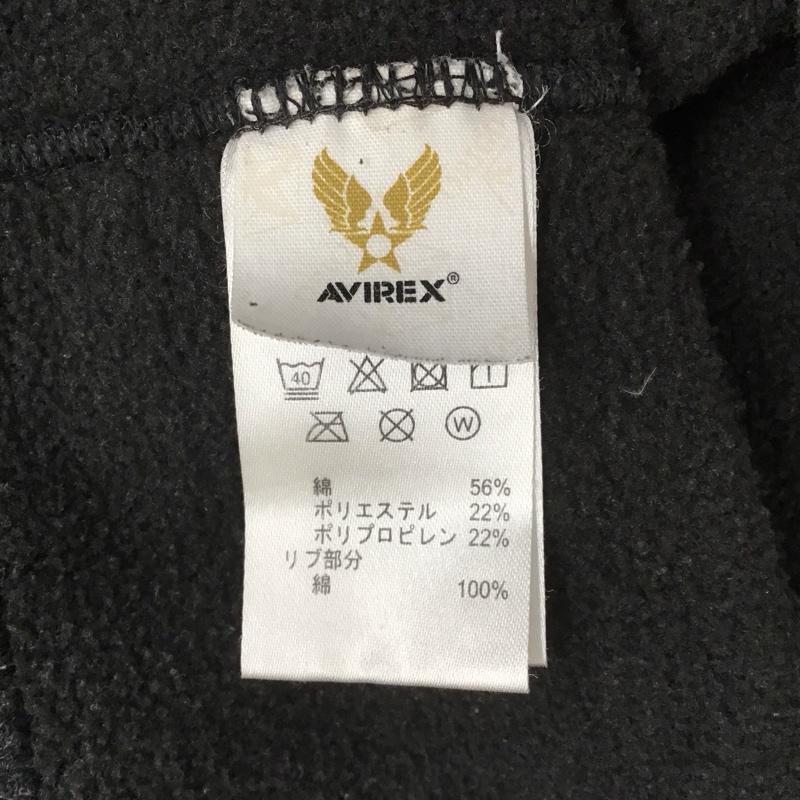 AVIREX®
40
W
綿 56%
ポリエステル 22%
ポリプロピレン 22%
リブ部分
綿 100%